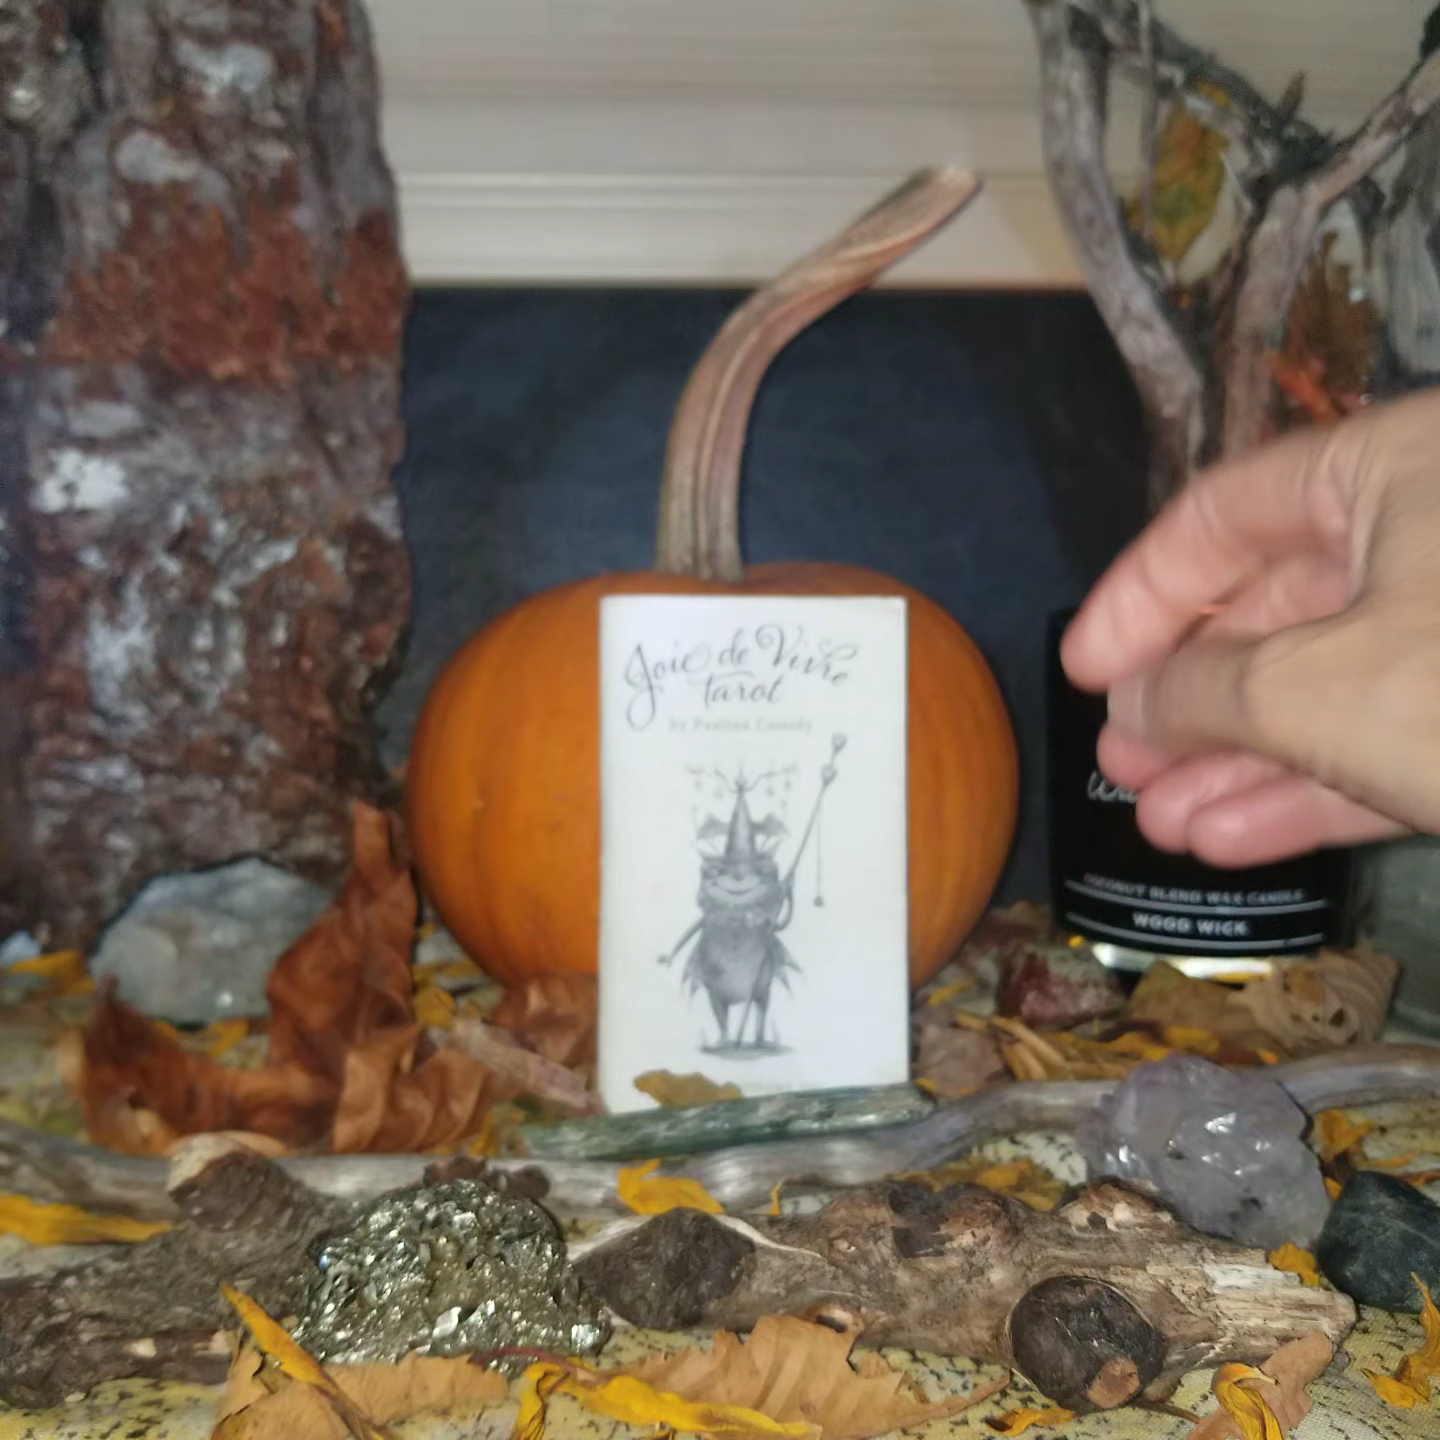 Joie de Vivre
tarot
by Paulina Cassidy
COCONUT BLEND WAX CANDLE
WOOD WICK